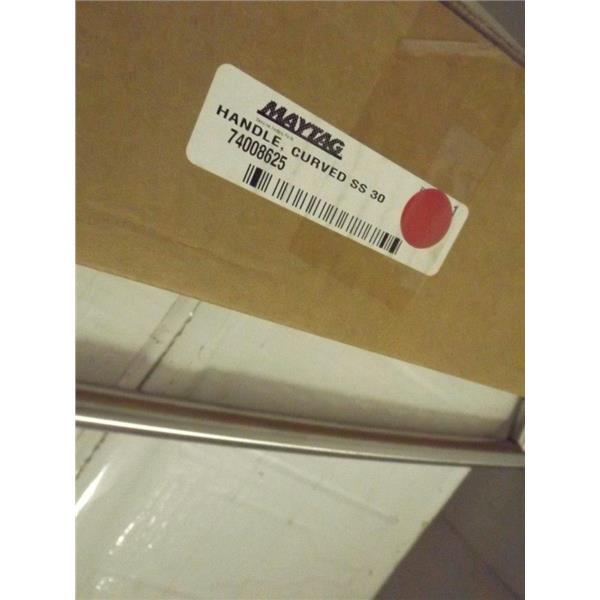 MAYTAG
HANDLE, CURVED SS 30
74008625